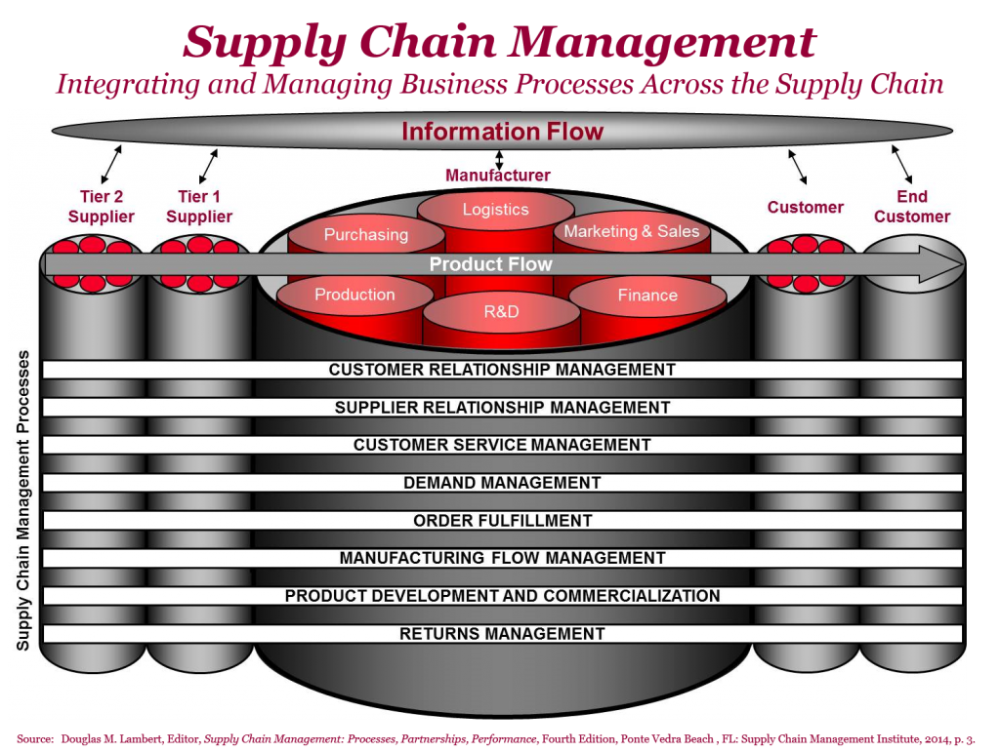 Supply Chain Management
Integrating and Managing Business Processes Across the Supply Chain
Information Flow
Tier 2
Supplier
Tier 1
Supplier
Manufacturer
Customer
End
Customer
Logistics
Purchasing
Marketing & Sales
Product Flow
Production
R&D
Finance
Supply Chain Management Processes
CUSTOMER RELATIONSHIP MANAGEMENT
SUPPLIER RELATIONSHIP MANAGEMENT
CUSTOMER SERVICE MANAGEMENT
DEMAND MANAGEMENT
ORDER FULFILLMENT
MANUFACTURING FLOW MANAGEMENT
PRODUCT DEVELOPMENT AND COMMERCIALIZATION
RETURNS MANAGEMENT
Source: Douglas M. Lambert, Editor, Supply Chain Management: Processes, Partnerships, Performance, Fourth Edition, Ponte Vedra Beach , FL: Supply Chain Management Institute, 2014, p. 3.